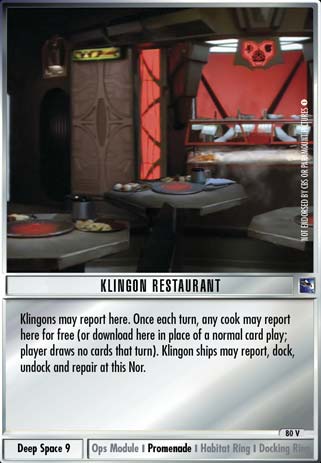 NOT ENDORSED BY CBS OR PARAMOUNT PICTURES
KLINGON RESTAURANT
Klingons may report here. Once each turn, any cook may report
here for free (or download here in place of a normal card play;
player draws no cards that turn). Klingon ships may report, dock,
undock and repair at this Nor.
80 V
Deep Space 9
Ops Module I Promenade I Habitat Ring I Docking Ring